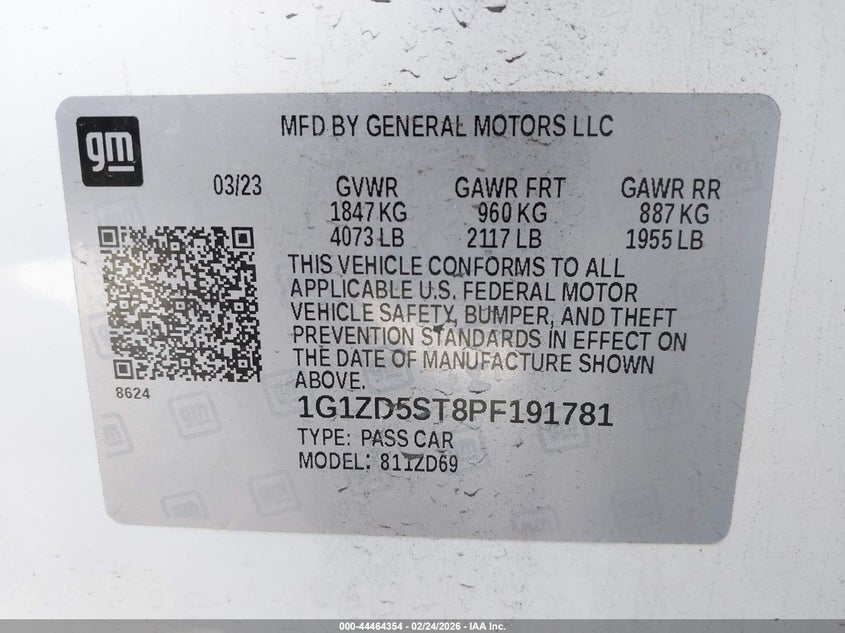 gm
MFD BY GENERAL MOTORS LLC
03/23 GVWR GAWR FRT GAWR RR
1847 KG 960 KG 887 KG
4073 LB 2117 LB 1955 LB
THIS VEHICLE CONFORMS TO ALL
APPLICABLE U.S. FEDERAL MOTOR
VEHICLE SAFETY, BUMPER, AND THEFT
PREVENTION STANDARDS IN EFFECT ON
THE DATE OF MANUFACTURE SHOWN
ABOVE.
8624
1G1ZD5ST8PF191781
TYPE: PASS CAR
MODEL: 811ZD69
000-44464354 - 02/24/2026 - IAA Inc.